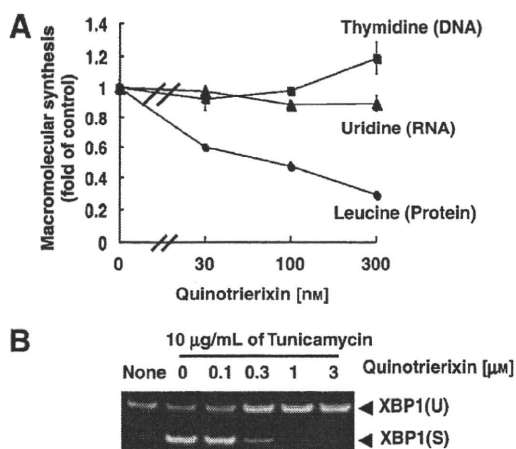 A
Macromolecular synthesis
(fold of control)
1.4
1.2
1
0.8
0.6
0.4
0.2
0
Thymidine (DNA)
Uridine (RNA)
Leucine (Protein)
0 30 100 300
Quinotrierixin [nM]
B
10 µg/mL of Tunicamycin
None 0 0.1 0.3 1 3 Quinotrierixin [µM]
XBP1(U)
XBP1(S)